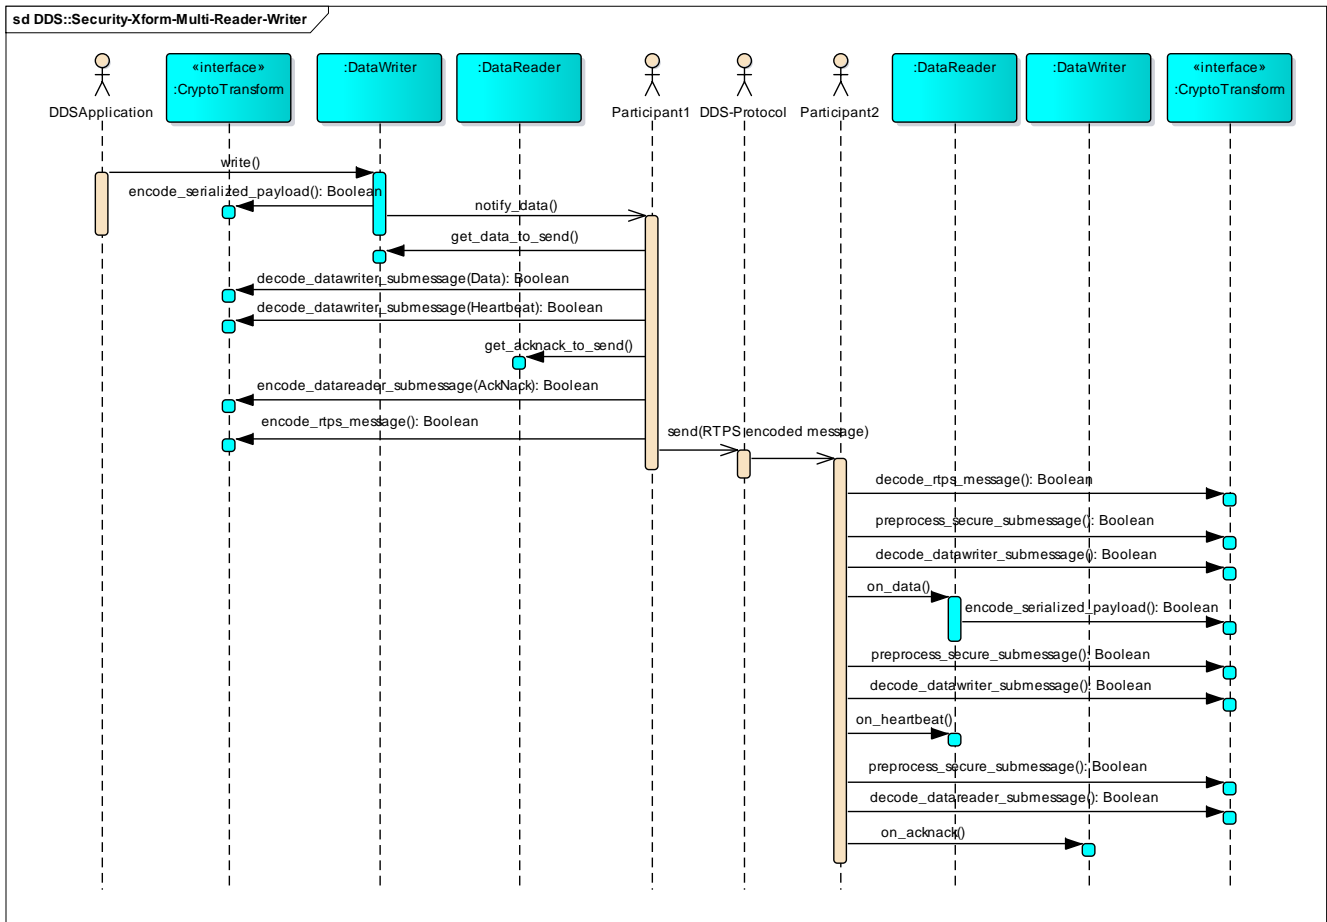 sd DDS::Security-Xform-Multi-Reader-Writer
«interface»
:CryptoTransform
:DataWriter
:DataReader
:DataReader
:DataWriter
«interface»
:CryptoTransform
DDSApplication
Participant1
DDS-Protocol
Participant2
write()
encode_serialized_payload(): Boolean
notify_data()
get_data_to_send()
decode_datawriter_submessage(Data): Boolean
decode_datawriter_submessage(Heartbeat): Boolean
get_acknack_to_send()
encode_datareader_submessage(AckNack): Boolean
encode_rtps_message(): Boolean
send(RTPS encoded message)
decode_rtps_message(): Boolean
preprocess_secure_submessage(): Boolean
decode_datawriter_submessage(): Boolean
on_data()
encode_serialized_payload(): Boolean
preprocess_secure_submessage(): Boolean
decode_datawriter_submessage(): Boolean
on_heartbeat()
preprocess_secure_submessage(): Boolean
decode_datareader_submessage(): Boolean
on_acknack()